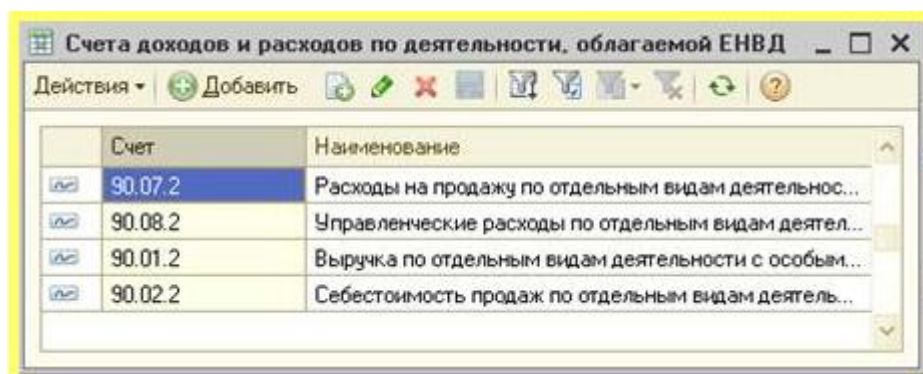 Счета доходов и расходов по деятельности, облагаемой ЕНВД
Действия Добавить
Счет Наименование
90.07.2 Расходы на продажу по отдельным видам деятельнос...
90.08.2 Управленческие расходы по отдельным видам деятел...
90.01.2 Выручка по отдельным видам деятельности с особым...
90.02.2 Себестоимость продаж по отдельным видам деятель...